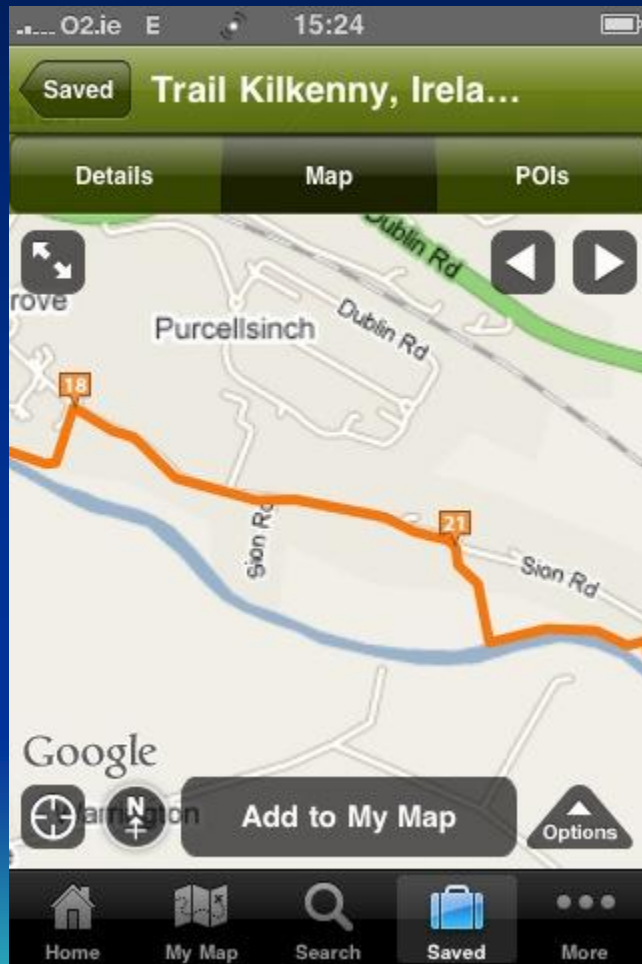 O2.ie E 15:24
Saved Trail Kilkenny, Irela...
Details Map POIs
Dublin Rd
rove
Purcellsinch
Dublin Rd
18
21
Sion Rd
Sion Rd
Google
N
Warrington
Add to My Map
Options
Home My Map Search Saved More